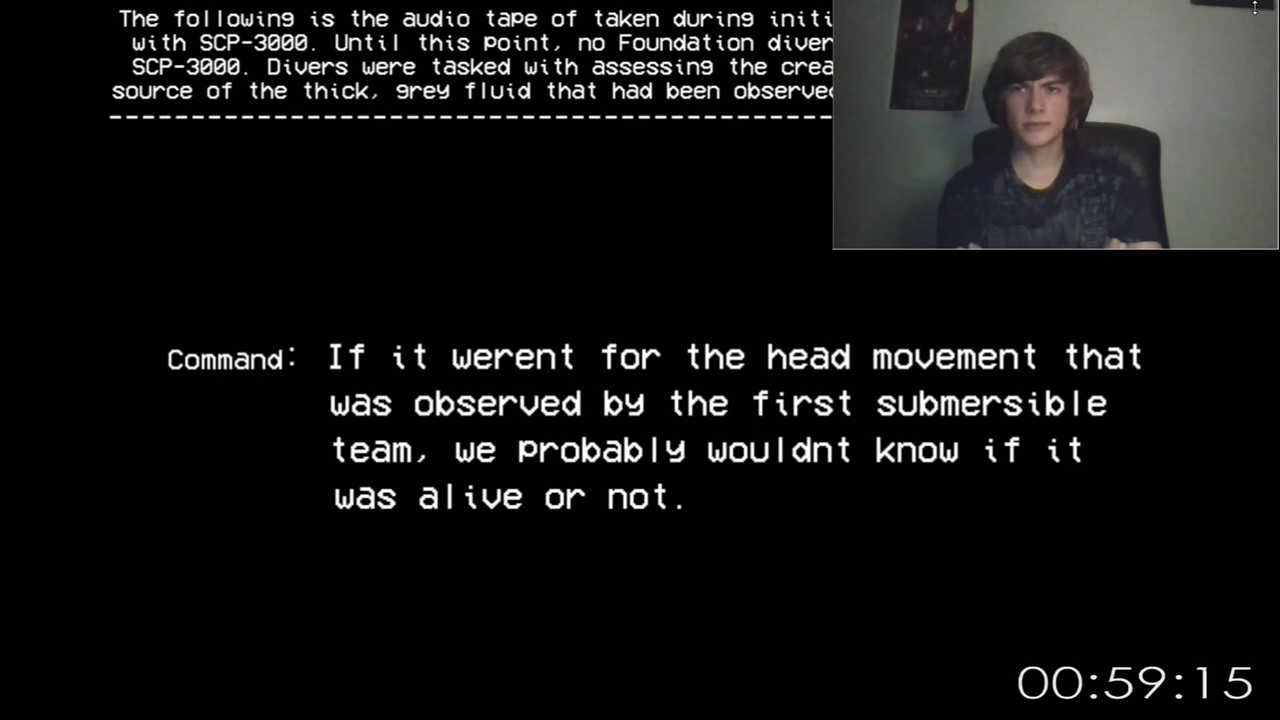 The following is the audio tape of taken during initi
with SCP-3000. Until this point, no Foundation diver
SCP-3000. Divers were tasked with assessing the crea
source of the thick, grey fluid that had been observe
Command: If it werent for the head movement that
was observed by the first submersible
team, we probably wouldnt know if it
was alive or not.
00:59:15